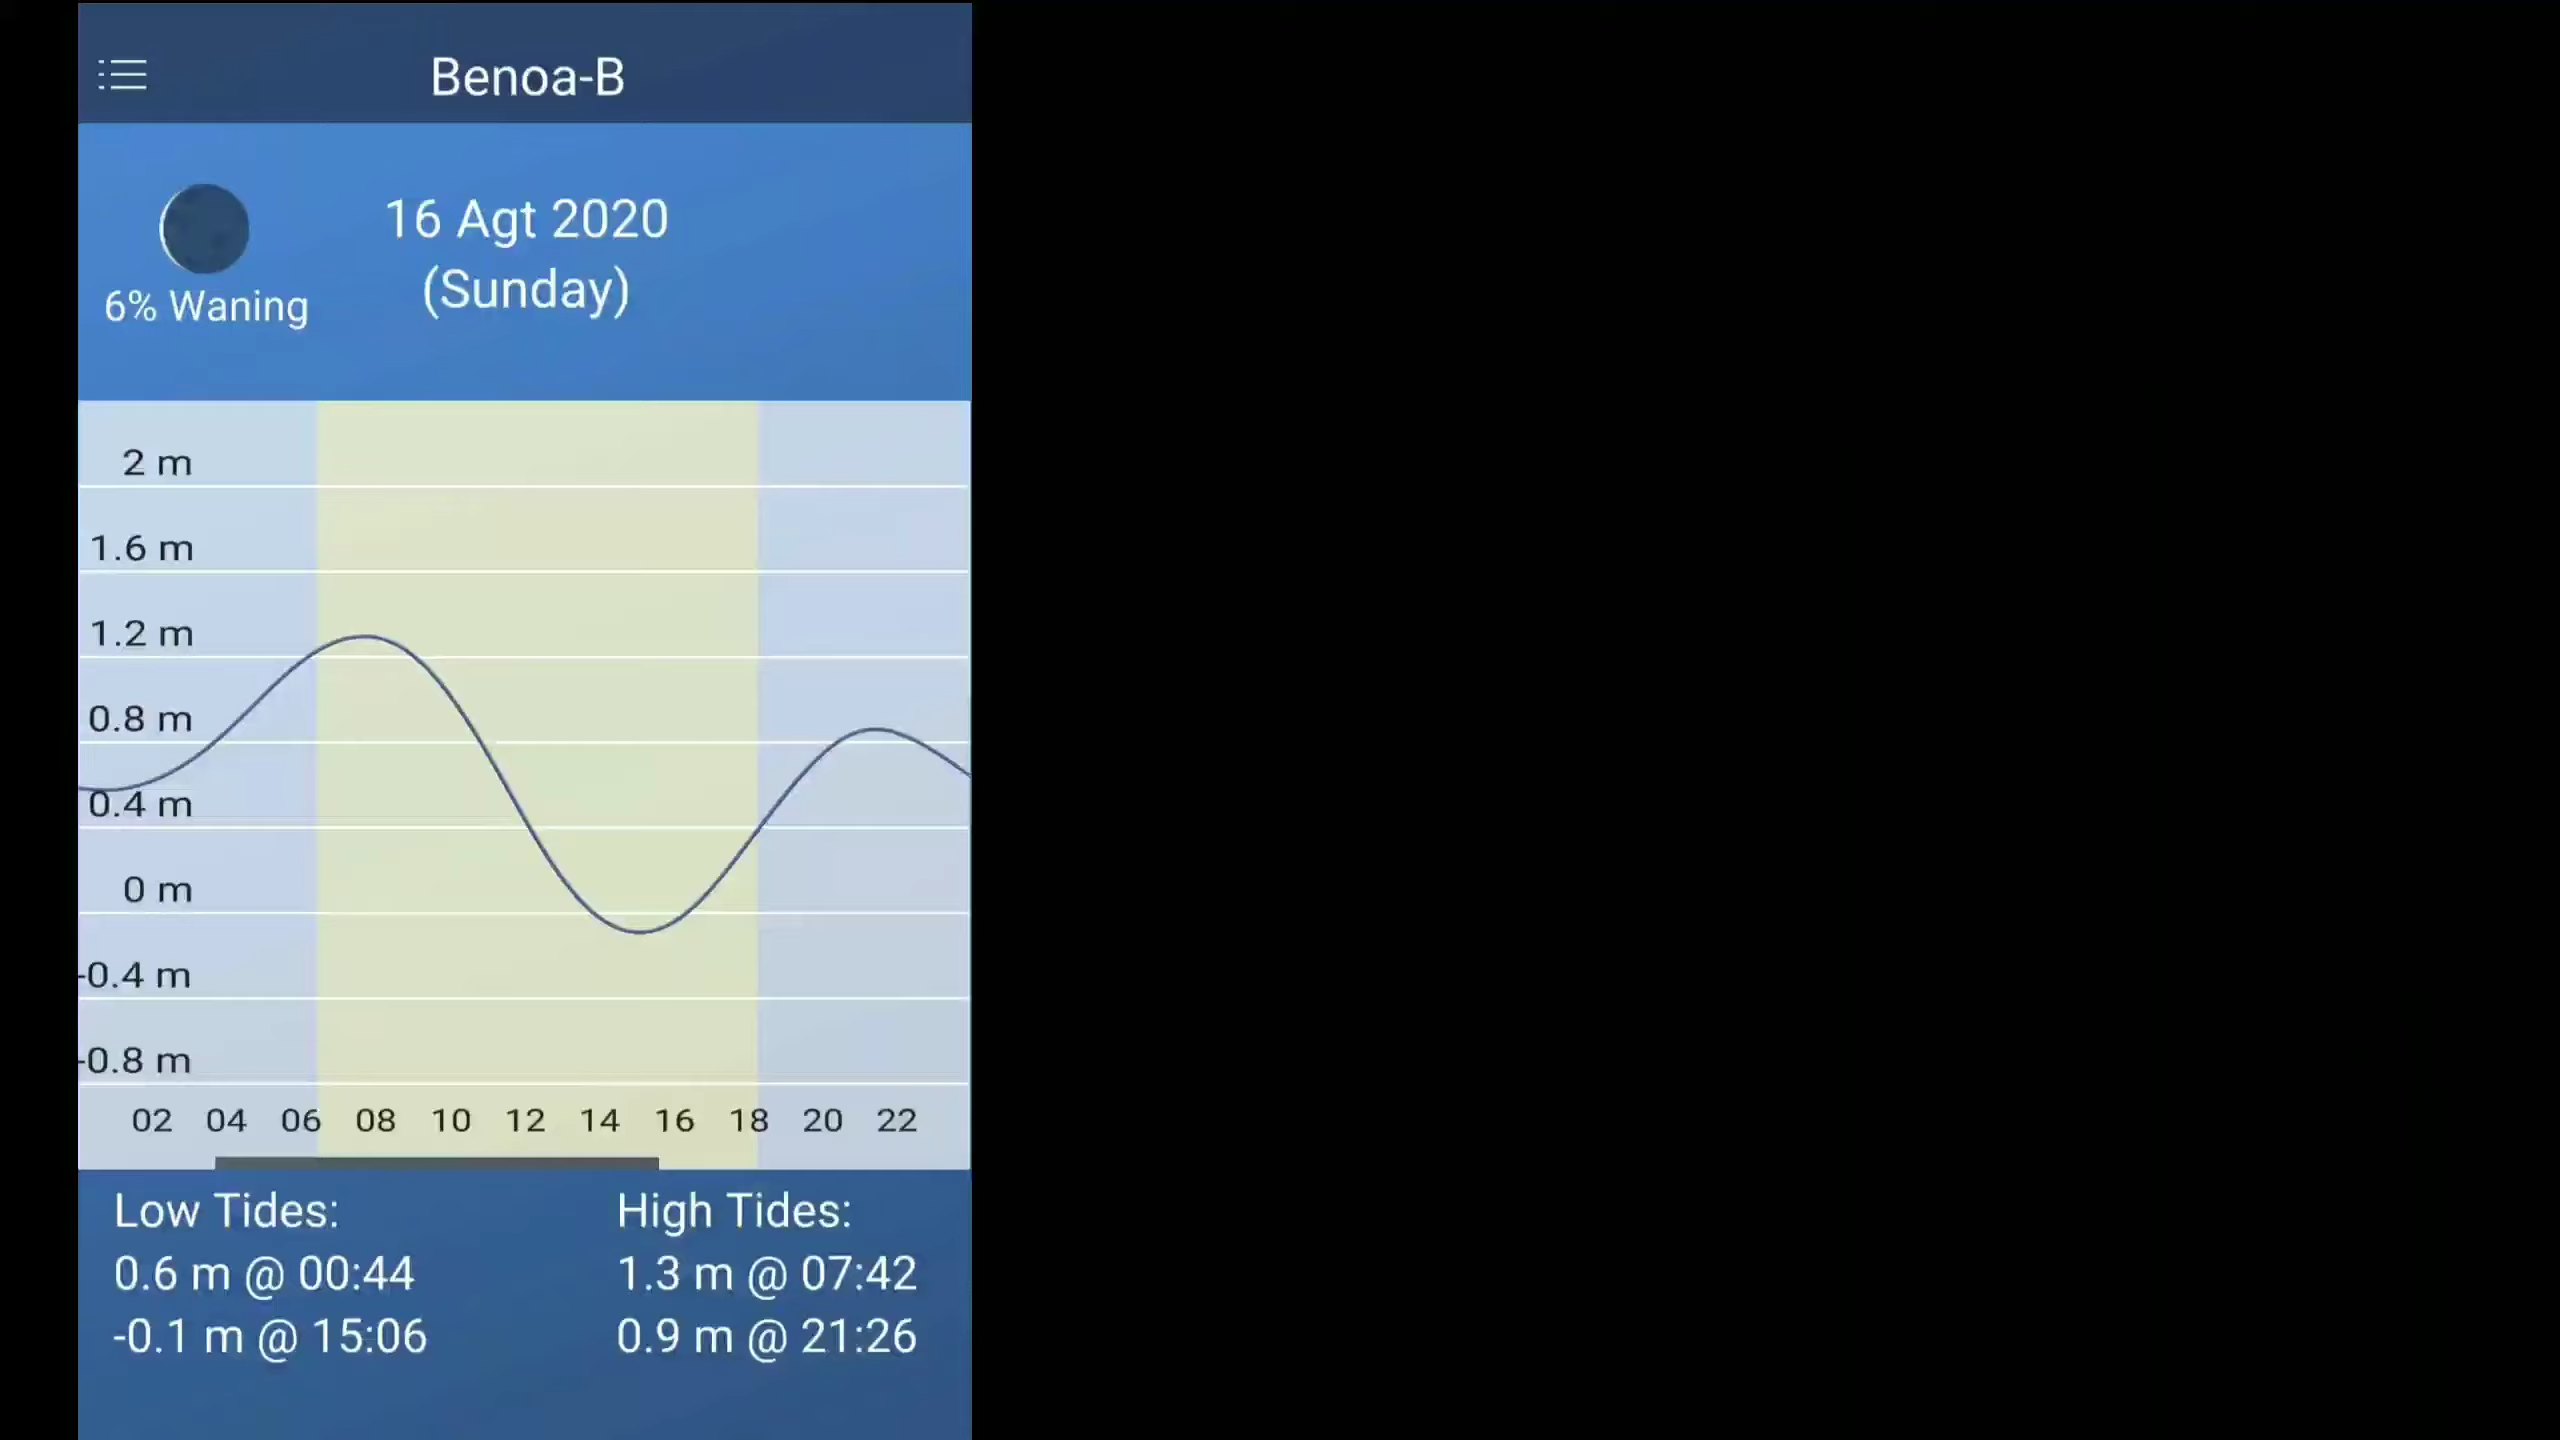 Benoa-B
16 Agt 2020
(Sunday)
6% Waning
2 m
1.6 m
1.2 m
0.8 m
0.4 m
0 m
-0.4 m
-0.8 m
02 04 06 08 10 12 14 16 18 20 22
Low Tides:
0.6 m @ 00:44
-0.1 m @ 15:06
High Tides:
1.3 m @ 07:42
0.9 m @ 21:26